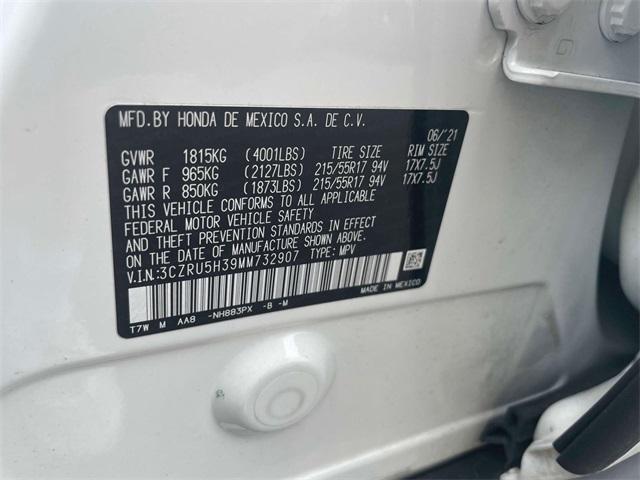 MFD.BY HONDA DE MEXICO S.A. DE C.V.
06/'21
GVWR 1815KG (4001LBS) TIRE SIZE RIM SIZE
GAWR F 965KG (2127LBS) 215/55R17 94V 17X7.5J
GAWR R 850KG (1873LBS) 215/55R17 94V 17X7.5J
THIS VEHICLE CONFORMS TO ALL APPLICABLE
FEDERAL MOTOR VEHICLE SAFETY
AND THEFT PREVENTION STANDARDS IN EFFECT
ON THE DATE OF MANUFACTURE SHOWN ABOVE.
V.I.N:3CZRU5H39MM732907 TYPE: MPV
T7W M AA8 -NH883PX -B -M
MADE IN MEXICO